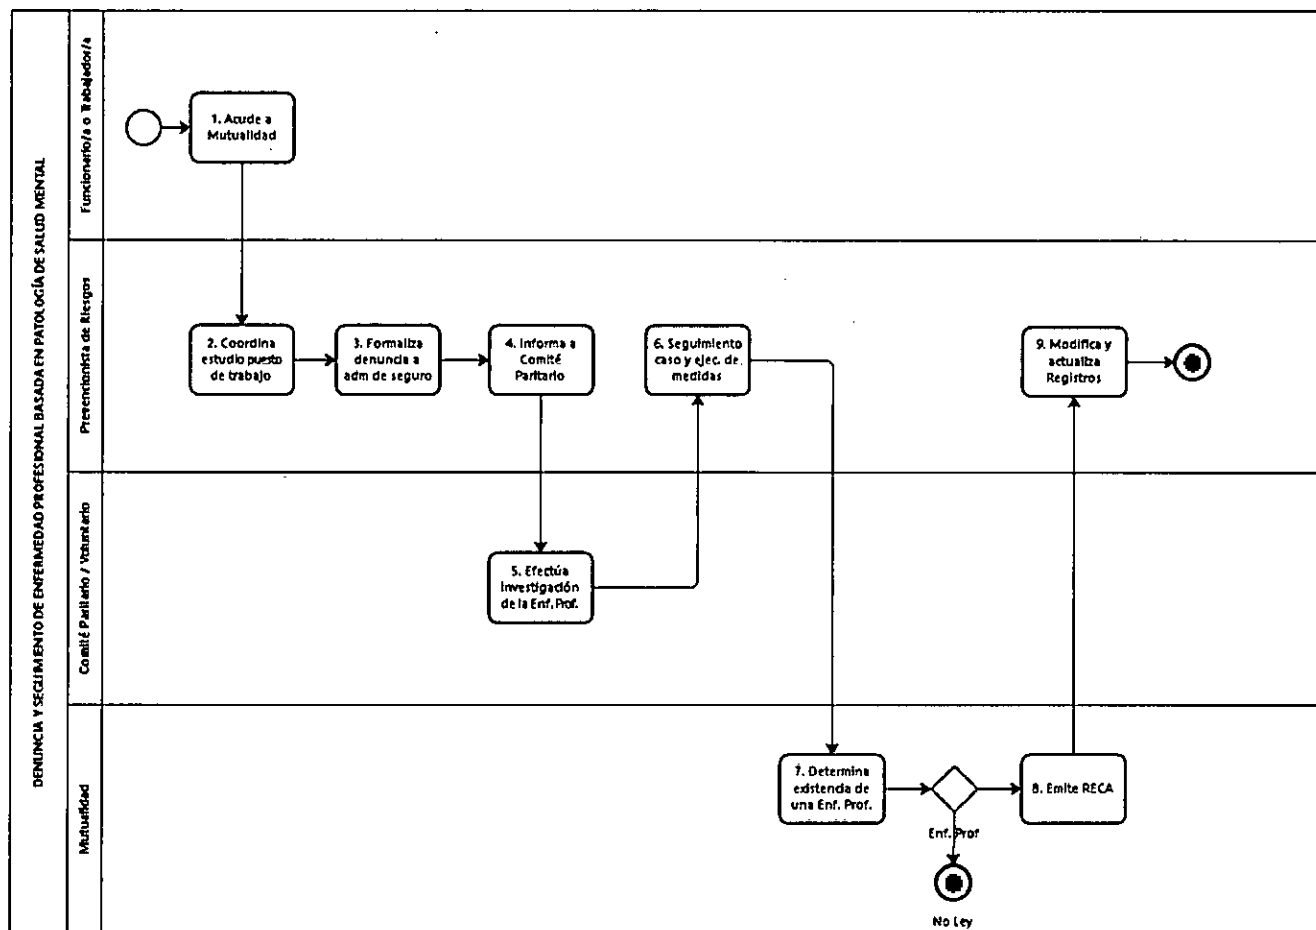 DENUNCIA Y SEGUIMIENTO DE ENFERMEDAD PROFESIONAL BASADA EN PATOLOGÍA DE SALUD MENTAL
Funcionario/a o Trabajador/a
1. Acude a
Mutualidad
Prevencionista de Riesgos
2. Coordina
estudio puesto
de trabajo
3. Formaliza
denuncia a
adm de seguro
4. Informa a
Comité
Paritario
6. Seguimiento
caso y ejec. de
medidas
9. Modifica y
actualiza
Registros
Comité Paritario / Voluntario
5. Efectúa
investigación
de la Enf. Prof.
Mutualidad
7. Determina
existencia de
una Enf. Prof.
Enf. Prof
8. Emite RECA
No Ley